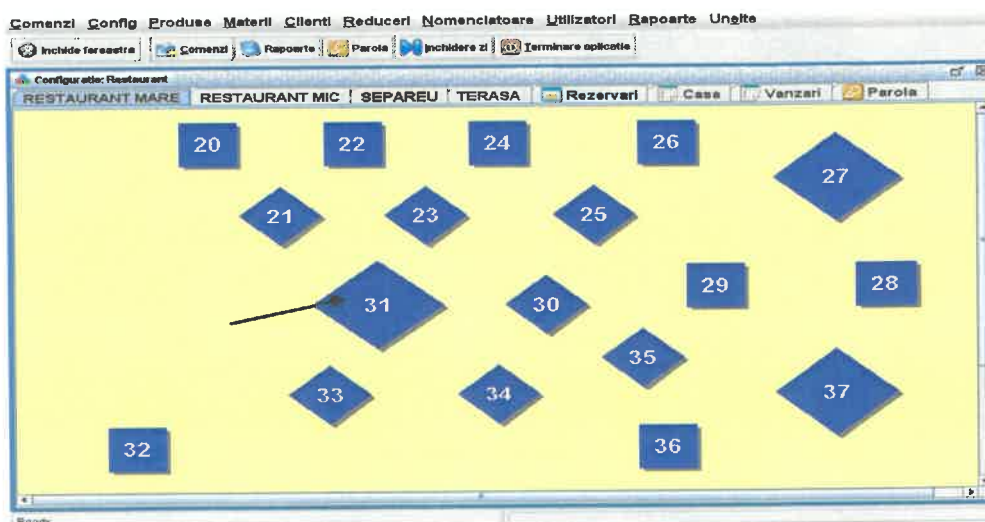 Comenzi Config Produse Materii Clienti Reduceri Nomenclatoare Utilizatori Rapoarte Unelte
Inchide fereastra Comenzi Rapoarte Parola Inchidere zi Terminare aplicatie
Configuratie: Restaurant
RESTAURANT MARE RESTAURANT MIC SEPAREU TERASA Rezervari Casa Vanzari Parola
20 22 24 26
27
21 23 25
29 28
31 30
35
33 34 37
32 36
Ready